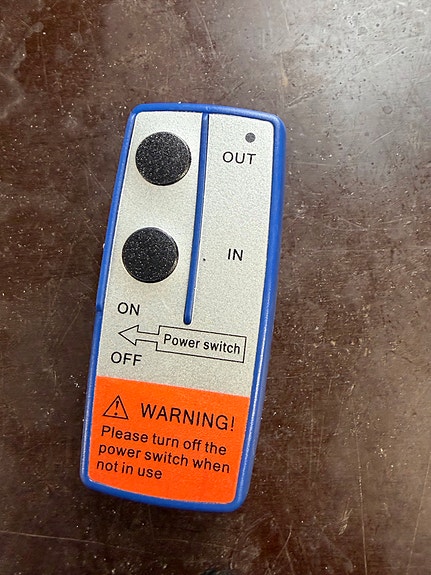 OUT
IN
ON
Power switch
OFF
WARNING!
Please turn off the
power switch when
not in use